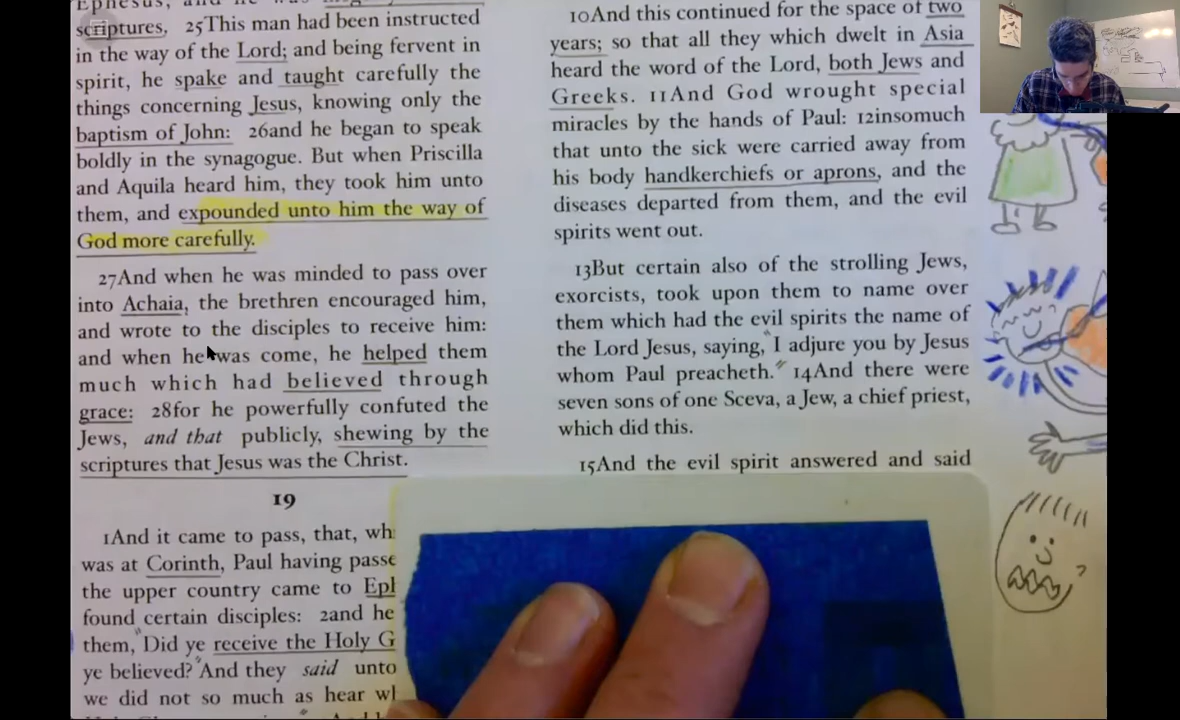 Ephesus, and he was
scriptures. 25This man had been instructed
in the way of the Lord; and being fervent in
spirit, he spake and taught carefully the
things concerning Jesus, knowing only the
baptism of John: 26and he began to speak
boldly in the synagogue. But when Priscilla
and Aquila heard him, they took him unto
them, and expounded unto him the way of
God more carefully.
27And when he was minded to pass over
into Achaia, the brethren encouraged him,
and wrote to the disciples to receive him:
and when he was come, he helped them
much which had believed through
grace: 28for he powerfully confuted the
Jews, and that publicly, shewing by the
scriptures that Jesus was the Christ.
19
1And it came to pass, that, wh
was at Corinth, Paul having passe
the upper country came to Epl
found certain disciples: 2and he
them, "Did ye receive the Holy G
ye believed?" And they said unto
we did not so much as hear wl
10And this continued for the space of two
years; so that all they which dwelt in Asia
heard the word of the Lord, both Jews and
Greeks. 11And God wrought special
miracles by the hands of Paul: 12insomuch
that unto the sick were carried away from
his body handkerchiefs or aprons, and the
diseases departed from them, and the evil
spirits went out.
13But certain also of the strolling Jews,
exorcists, took upon them to name over
them which had the evil spirits the name of
the Lord Jesus, saying, "I adjure you by Jesus
whom Paul preacheth." 14And there were
seven sons of one Sceva, a Jew, a chief priest,
which did this.
15And the evil spirit answered and said
?